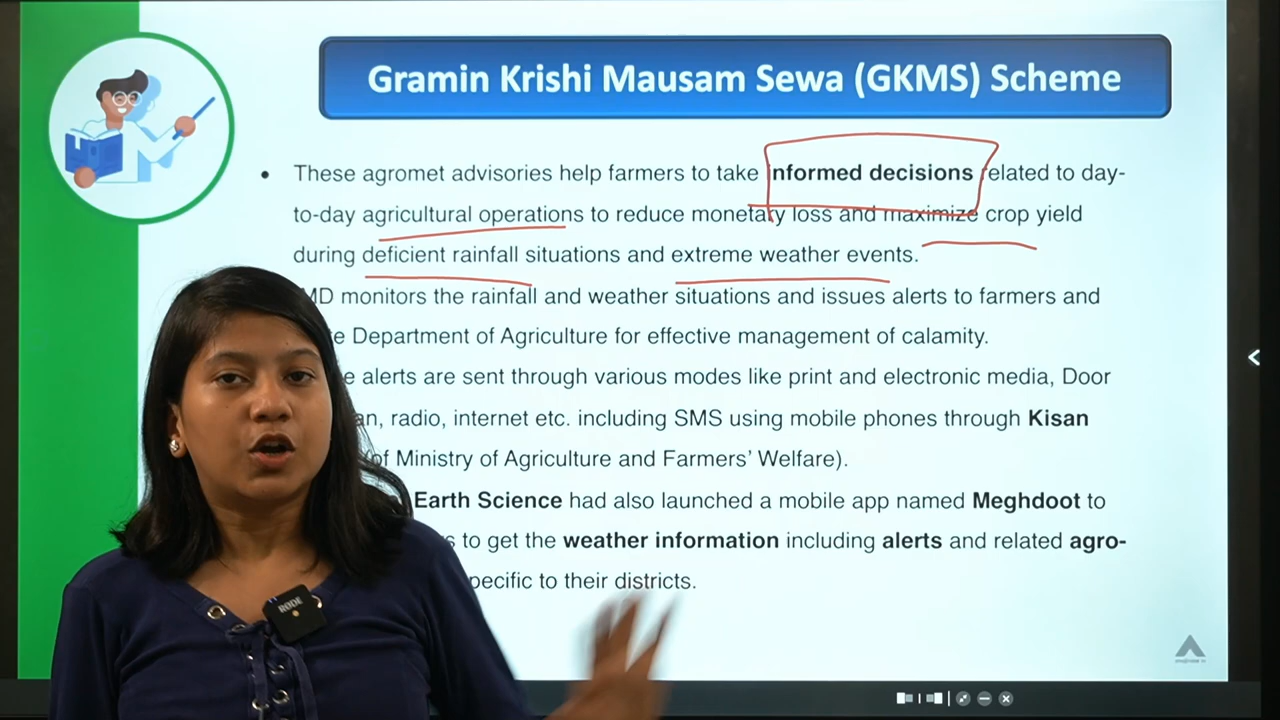 Gramin Krishi Mausam Sewa (GKMS) Scheme
• These agromet advisories help farmers to take informed decisions related to day-
to-day agricultural operations to reduce monetary loss and maximize crop yield
during deficient rainfall situations and extreme weather events.
MD monitors the rainfall and weather situations and issues alerts to farmers and
Department of Agriculture for effective management of calamity.
alerts are sent through various modes like print and electronic media, Door
radio, internet etc. including SMS using mobile phones through Kisan
(of Ministry of Agriculture and Farmers' Welfare).
Earth Science had also launched a mobile app named Meghdoot to
to get the weather information including alerts and related agro-
pecific to their districts.
RODE